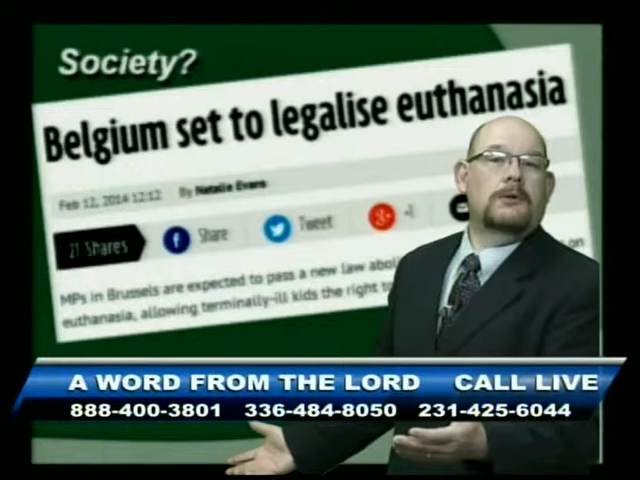 Society?
Belgium set to legalise euthanasia
Feb 12, 2014 12:12 By Natalie Evans
21 Shares Share Tweet +1
MPs in Brussels are expected to pass a new law on
euthanasia, allowing terminally-ill kids the right to
A WORD FROM THE LORD CALL LIVE
888-400-3801 336-484-8050 231-425-6044